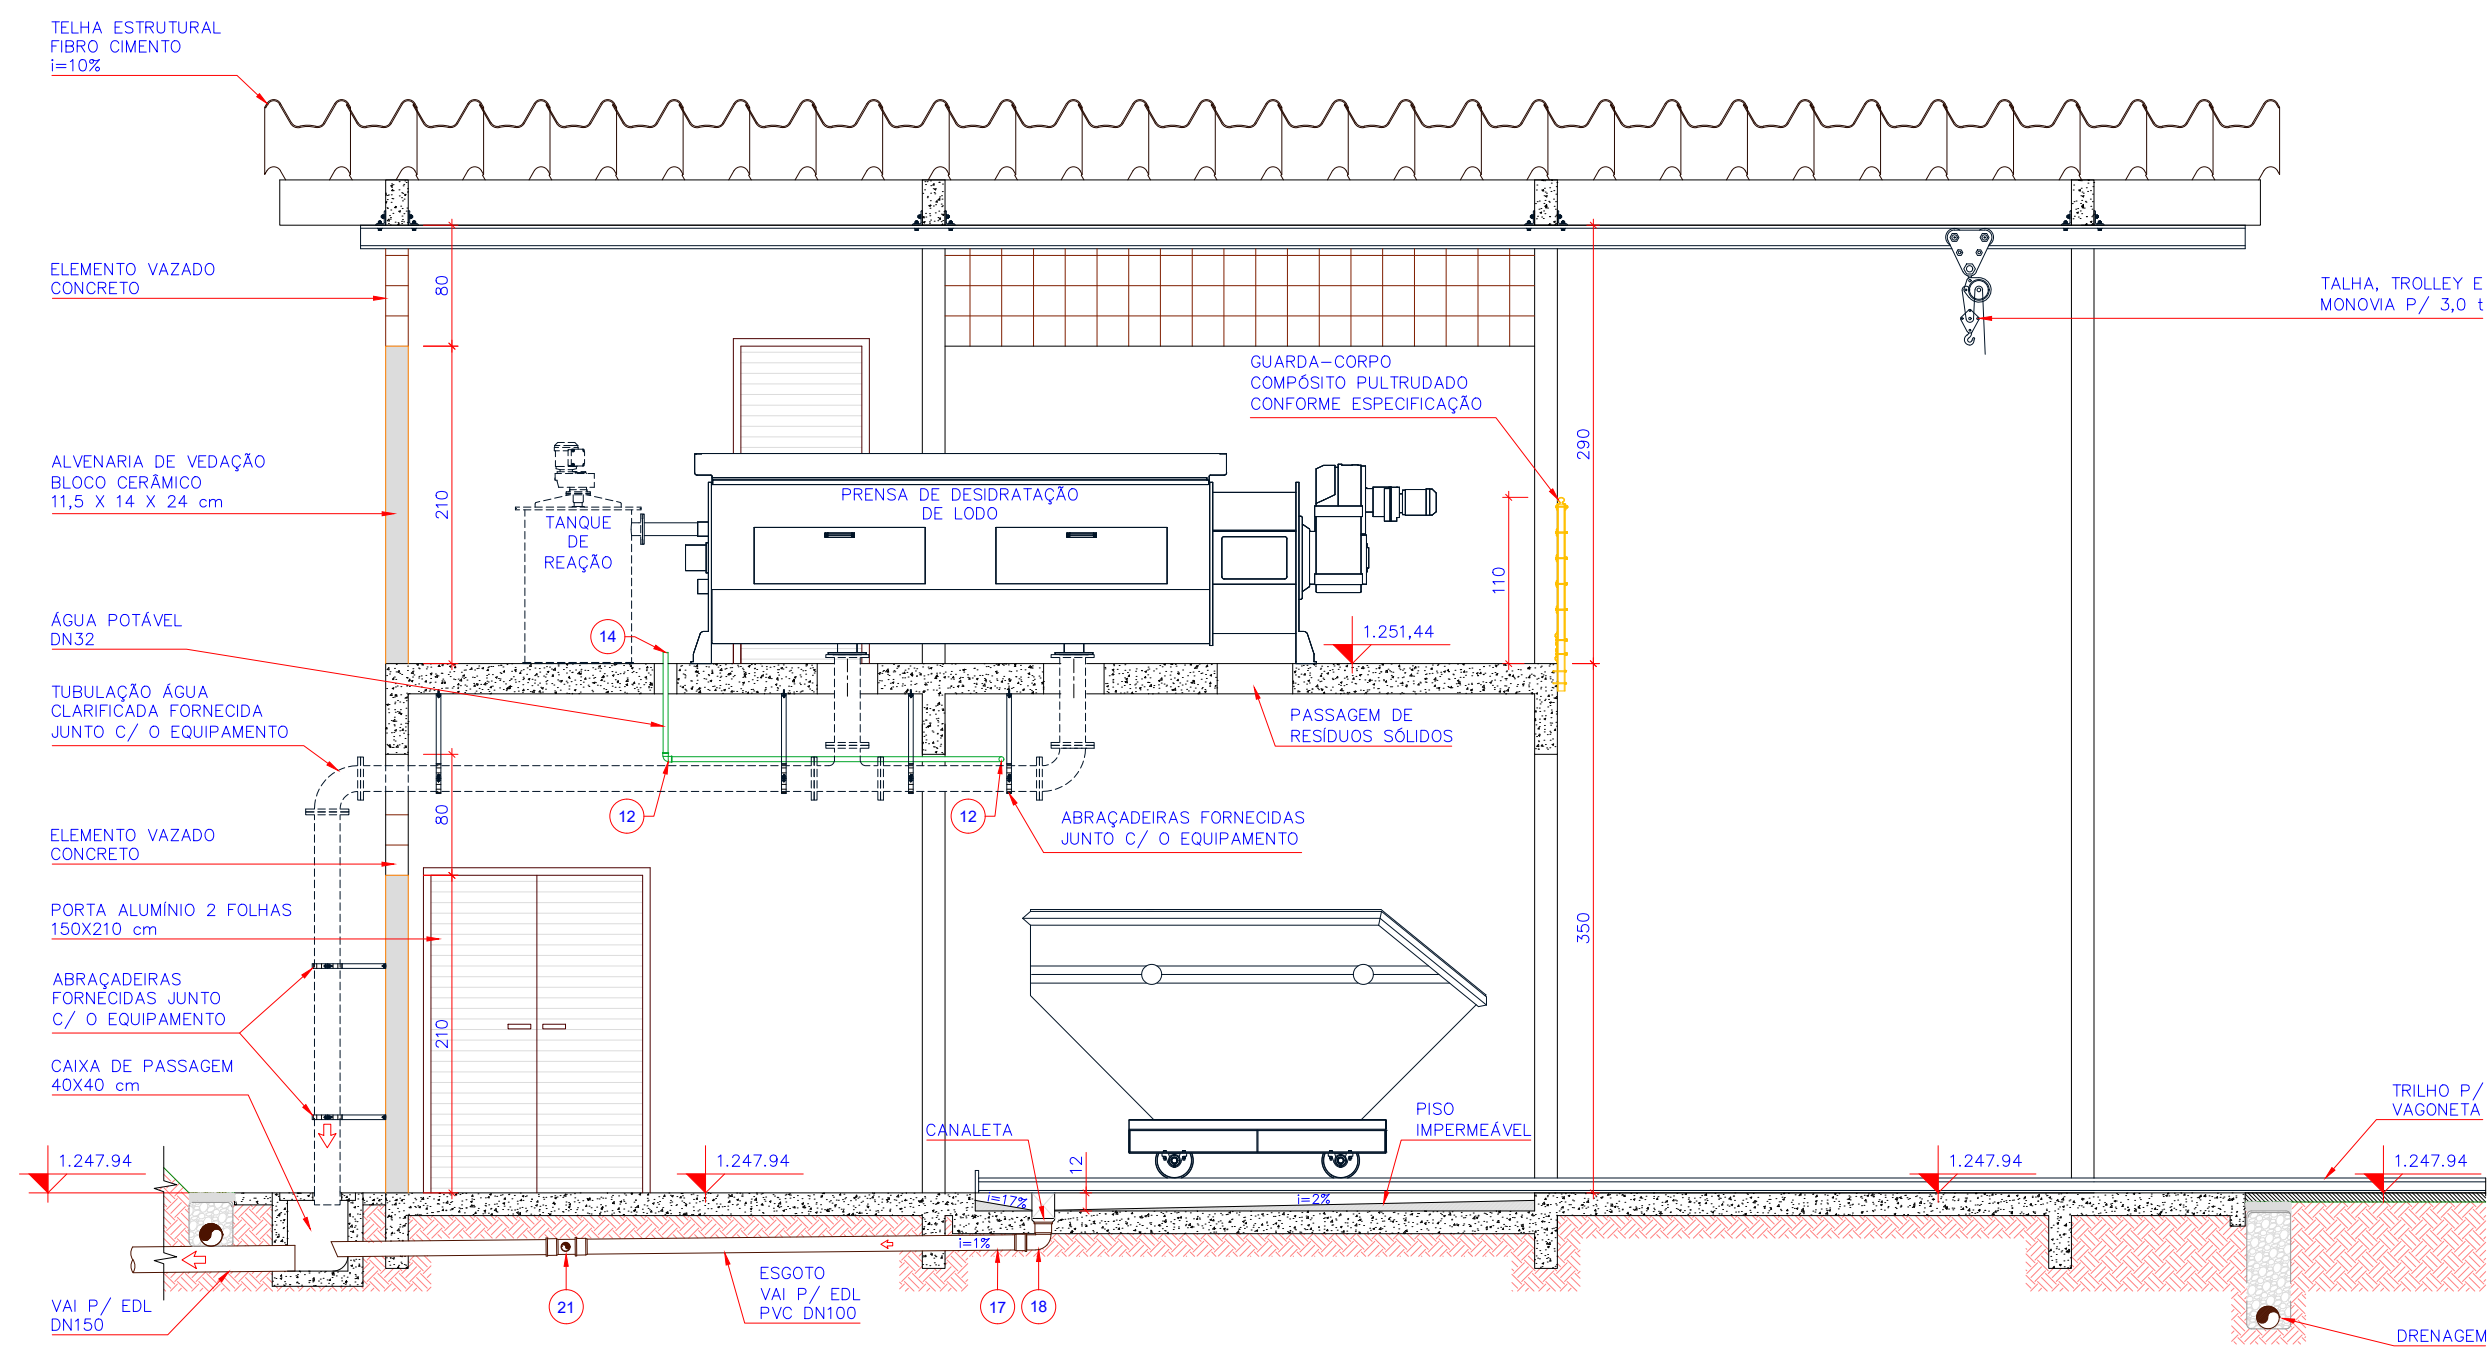 TELHA ESTRUTURAL
FIBRO CIMENTO
i=10%
ELEMENTO VAZADO
CONCRETO
80
TALHA, TROLLEY E
MONOVIA P/ 3,0 t
GUARDA-CORPO
COMPÓSITO PULTRUDADO
CONFORME ESPECIFICAÇÃO
290
ALVENARIA DE VEDAÇÃO
BLOCO CERÂMICO
11,5 X 14 X 24 cm
210
PRENSA DE DESIDRATAÇÃO
DE LODO
TANQUE
DE
REAÇÃO
110
ÁGUA POTÁVEL
DN32
14
1.251,44
TUBULAÇÃO ÁGUA
CLARIFICADA FORNECIDA
JUNTO C/ O EQUIPAMENTO
PASSAGEM DE
RESÍDUOS SÓLIDOS
80
12
12
ABRAÇADEIRAS FORNECIDAS
JUNTO C/ O EQUIPAMENTO
ELEMENTO VAZADO
CONCRETO
PORTA ALUMÍNIO 2 FOLHAS
150X210 cm
350
ABRAÇADEIRAS
FORNECIDAS JUNTO
C/ O EQUIPAMENTO
210
CAIXA DE PASSAGEM
40X40 cm
TRILHO P/
VAGONETA
CANALETA
PISO
IMPERMEÁVEL
1.247.94
1.247.94
12
1.247.94
1.247.94
i=17%
i=2%
i=1%
ESGOTO
VAI P/ EDL
PVC DN100
VAI P/ EDL
DN150
21
17
18
DRENAGEM